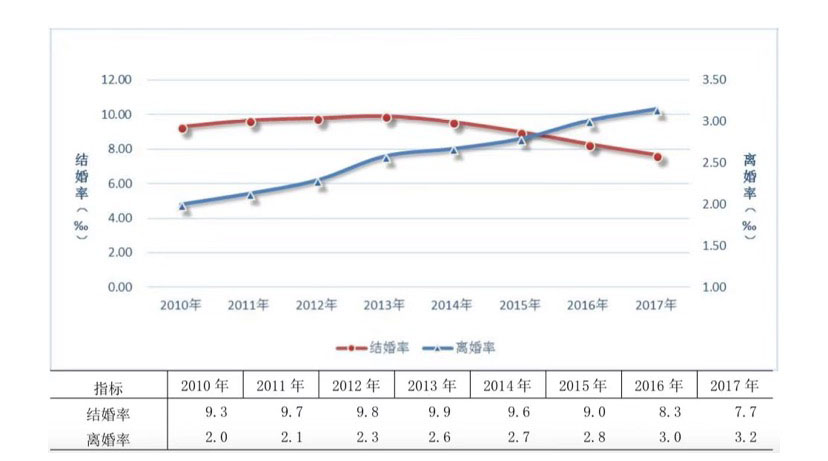 12.00 3.50
10.00 3.00
8.00 2.50
6.00 2.00
4.00 1.50
2.00 1.00
0.00
结婚率（‰）
离婚率（‰）
2010年 2011年 2012年 2013年 2014年 2015年 2016年 2017年
结婚率 离婚率
指标 2010 年 2011 年 2012 年 2013 年 2014 年 2015 年 2016 年 2017 年
结婚率 9.3 9.7 9.8 9.9 9.6 9.0 8.3 7.7
离婚率 2.0 2.1 2.3 2.6 2.7 2.8 3.0 3.2